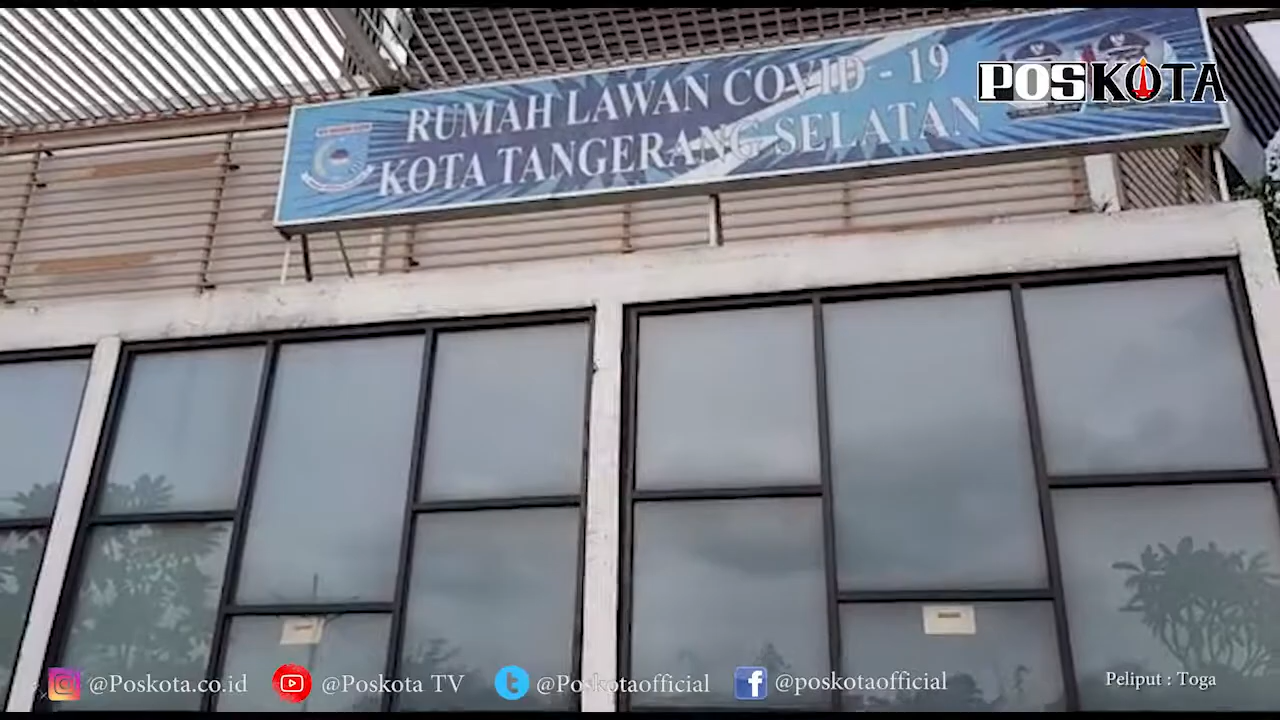 RUMAH LAWAN COVID - 19
KOTA TANGERANG SELATAN
POSKOTA
@Poskota.co.id
@Poskota TV
@Poskotaofficial
@poskotaofficial
Peliput : Toga